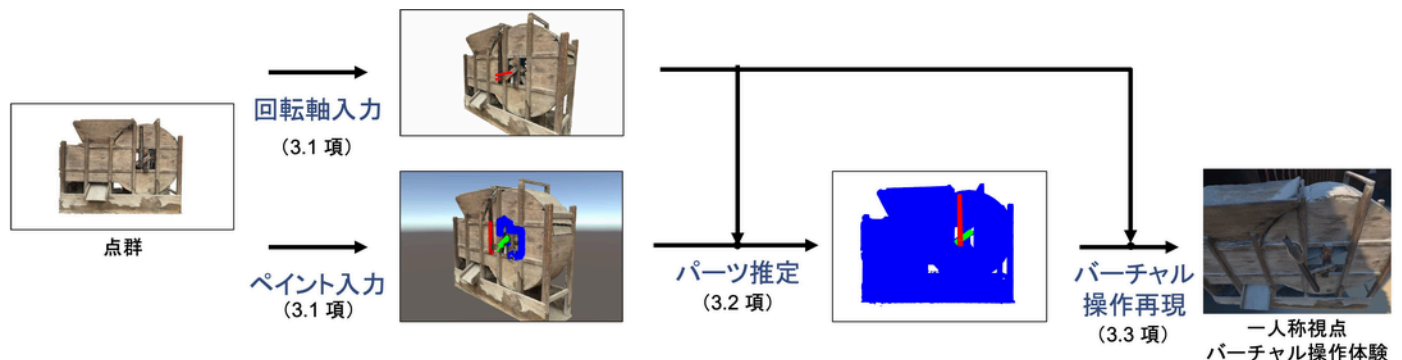 点群
回転軸入力
(3.1 項)
ペイント入力
(3.1 項)
パーツ推定
(3.2 項)
バーチャル
操作再現
(3.3 項)
一人称視点
バーチャル操作体験